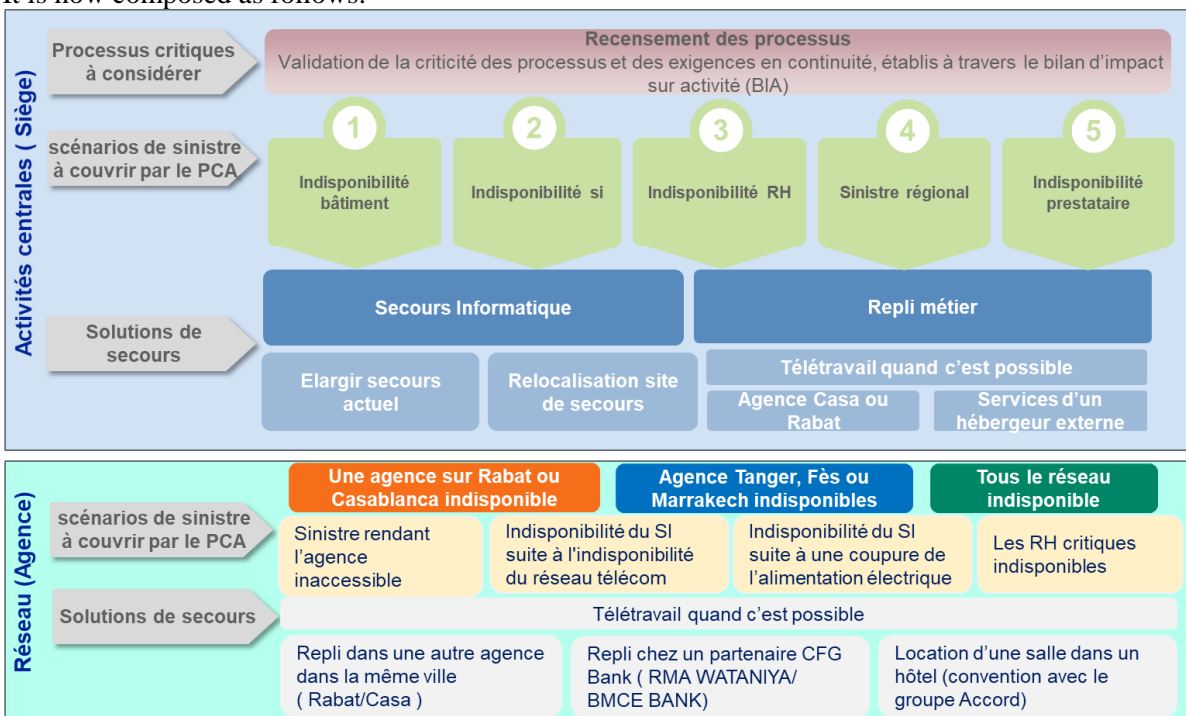 It is now composed as follows:
Activités centrales ( Siège)
Processus critiques
à considérer
Recensement des processus
Validation de la criticité des processus et des exigences en continuité, établis à travers le bilan d'impact
sur activité (BIA)
scénarios de sinistre
à couvrir par le PCA
1
Indisponibilité
bâtiment
2
Indisponibilité si
3
Indisponibilité RH
4
Sinistre régional
5
Indisponibilité
prestataire
Solutions de
secours
Secours Informatique
Repli métier
Elargir secours
actuel
Relocalisation site
de secours
Télétravail quand c'est possible
Agence Casa ou
Rabat
Services d'un
hébergeur externe
Réseau (Agence)
Une agence sur Rabat ou
Casablanca indisponible
Agence Tanger, Fès ou
Marrakech indisponibles
Tous le réseau
indisponible
scénarios de sinistre
à couvrir par le PCA
Sinistre rendant
l'agence
inaccessible
Indisponibilité du SI
suite à l'indisponibilité
du réseau télécom
Indisponibilité du SI
suite à une coupure de
l'alimentation électrique
Les RH critiques
indisponibles
Solutions de secours
Télétravail quand c'est possible
Repli dans une autre agence
dans la même ville
( Rabat/Casa )
Repli chez un partenaire CFG
Bank ( RMA WATANIYA/
BMCE BANK)
Location d'une salle dans un
hôtel (convention avec le
groupe Accord)